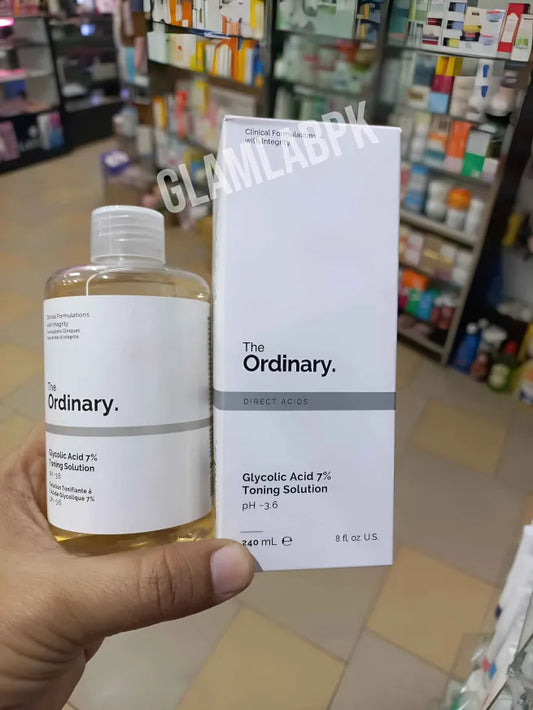 GLAMLABPK
Clinical Formulations
with Integrity
The
Ordinary.
DIRECT ACIDS
Glycolic Acid 7%
Toning Solution
pH ~3.6
240 mL e
8 fl. oz. U.S.
Clinical Formulations
with Integrity
The
Ordinary.
Glycolic Acid 7%
Toning Solution